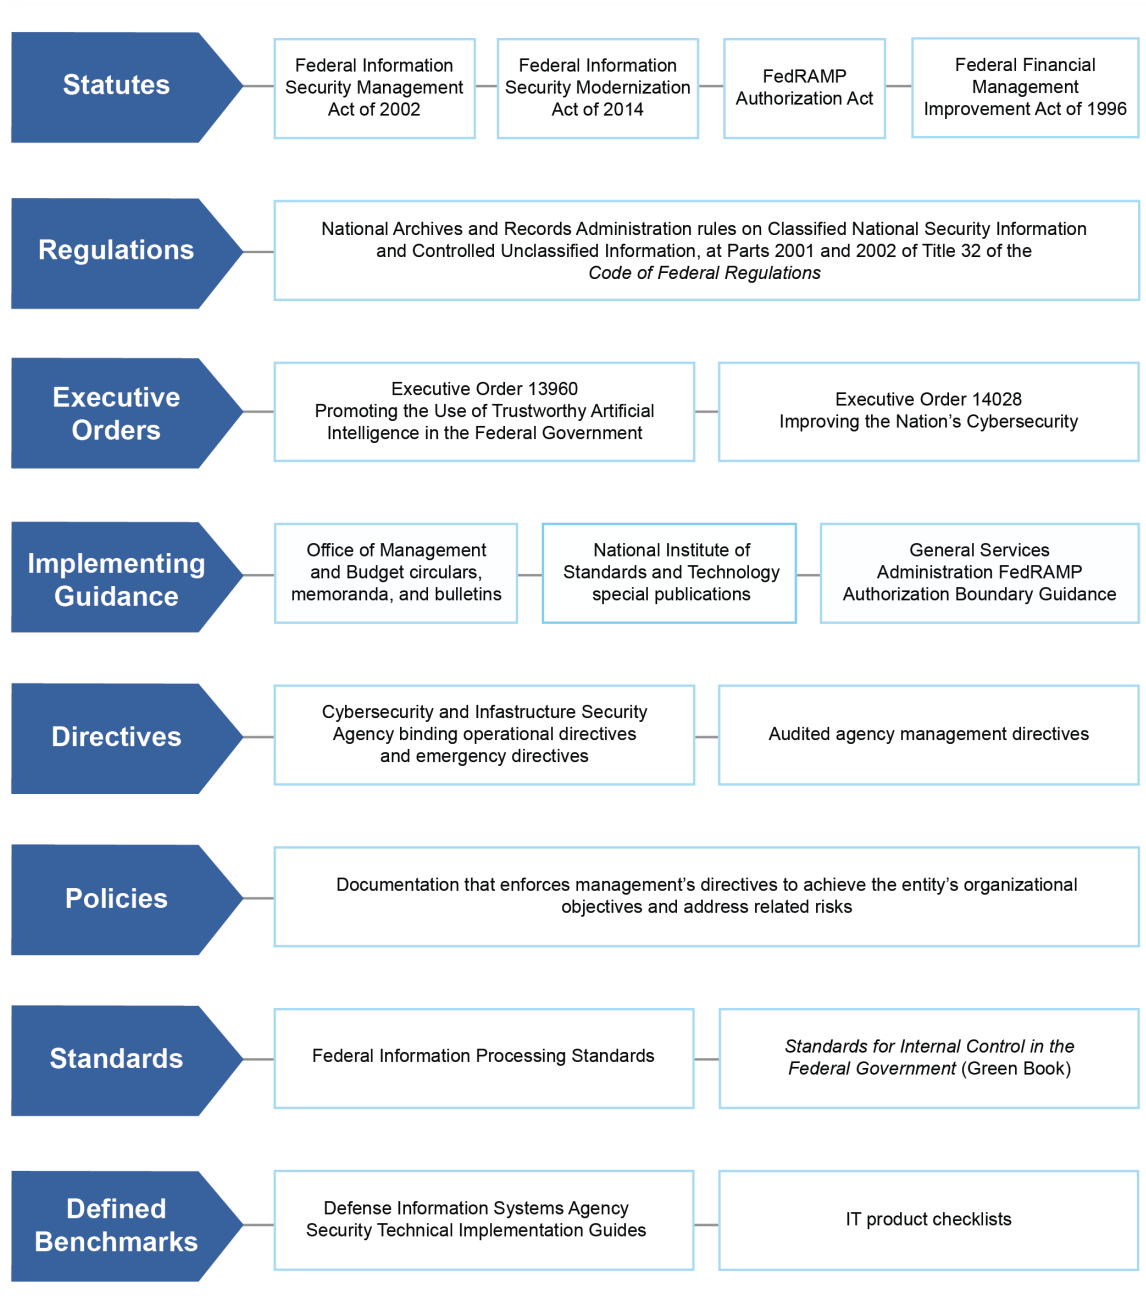 Statutes
Federal Information
Security Management
Act of 2002
Federal Information
Security Modernization
Act of 2014
FedRAMP
Authorization Act
Federal Financial
Management
Improvement Act of 1996
Regulations
National Archives and Records Administration rules on Classified National Security Information
and Controlled Unclassified Information, at Parts 2001 and 2002 of Title 32 of the
Code of Federal Regulations
Executive
Orders
Executive Order 13960
Promoting the Use of Trustworthy Artificial
Intelligence in the Federal Government
Executive Order 14028
Improving the Nation’s Cybersecurity
Implementing
Guidance
Office of Management
and Budget circulars,
memoranda, and bulletins
National Institute of
Standards and Technology
special publications
General Services
Administration FedRAMP
Authorization Boundary Guidance
Directives
Cybersecurity and Infastructure Security
Agency binding operational directives
and emergency directives
Audited agency management directives
Policies
Documentation that enforces management’s directives to achieve the entity’s organizational
objectives and address related risks
Standards
Federal Information Processing Standards
Standards for Internal Control in the
Federal Government (Green Book)
Defined
Benchmarks
Defense Information Systems Agency
Security Technical Implementation Guides
IT product checklists